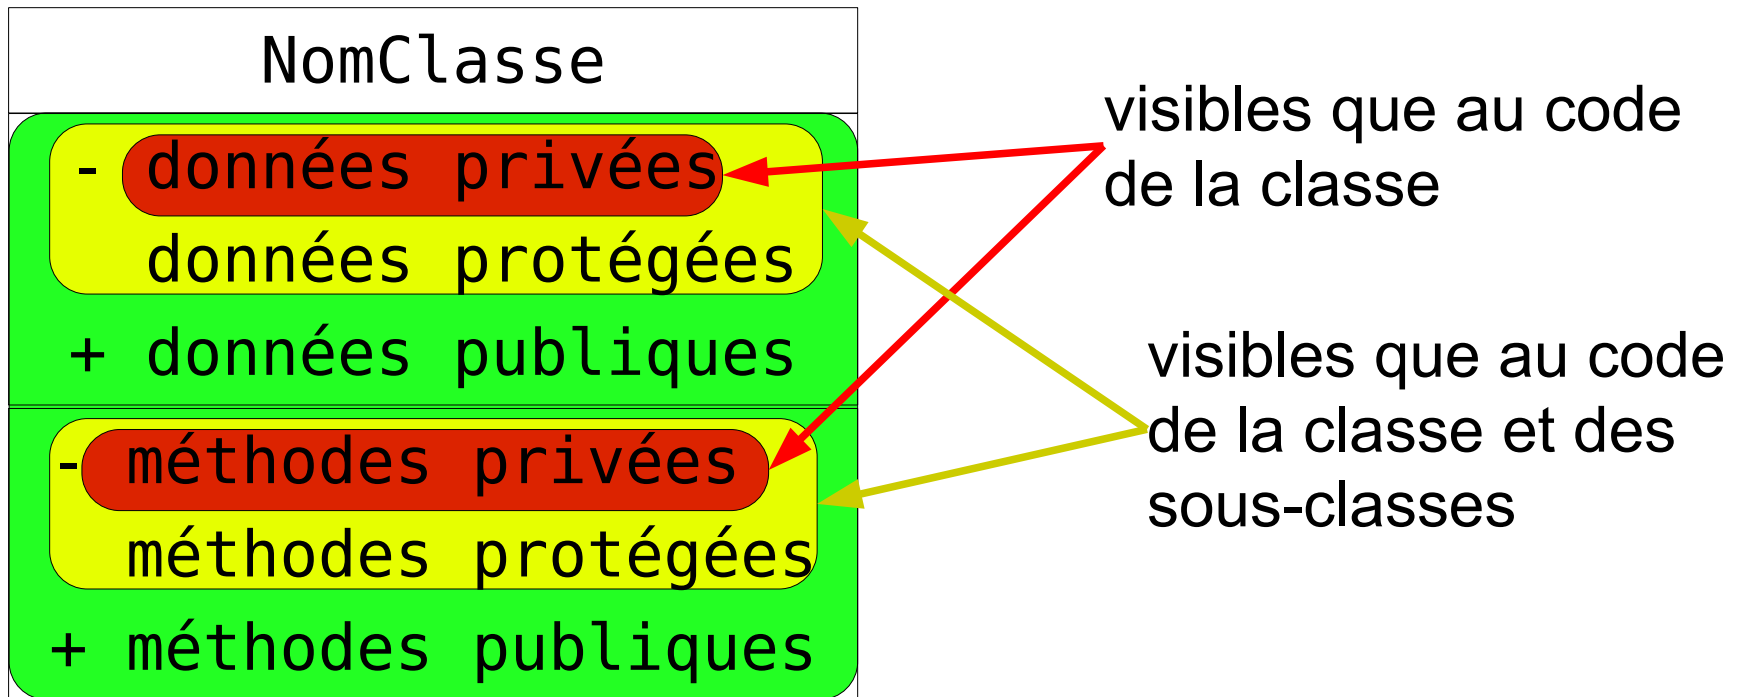 NomClasse
- données privées
données protégées
+ données publiques
- méthodes privées
méthodes protégées
+ méthodes publiques
visibles que au code
de la classe
visibles que au code
de la classe et des
sous-classes